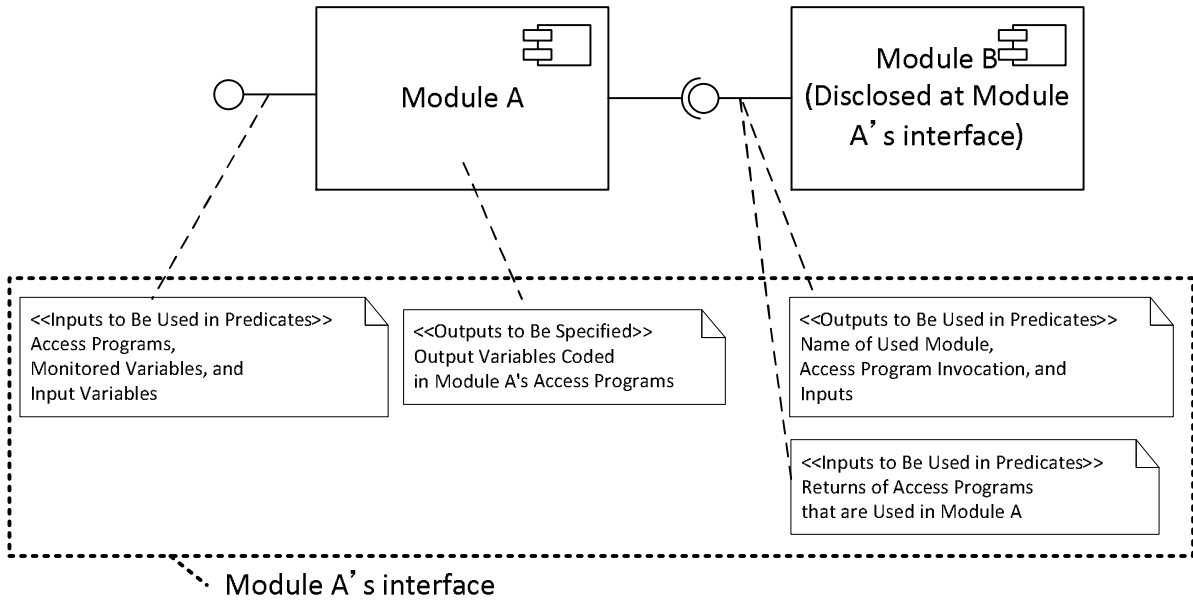 Module A
Module B
(Disclosed at Module
A’s interface)
<<Inputs to Be Used in Predicates>>
Access Programs,
Monitored Variables, and
Input Variables
<<Outputs to Be Specified>>
Output Variables Coded
in Module A's Access Programs
<<Outputs to Be Used in Predicates>>
Name of Used Module,
Access Program Invocation, and
Inputs
<<Inputs to Be Used in Predicates>>
Returns of Access Programs
that are Used in Module A
Module A’s interface